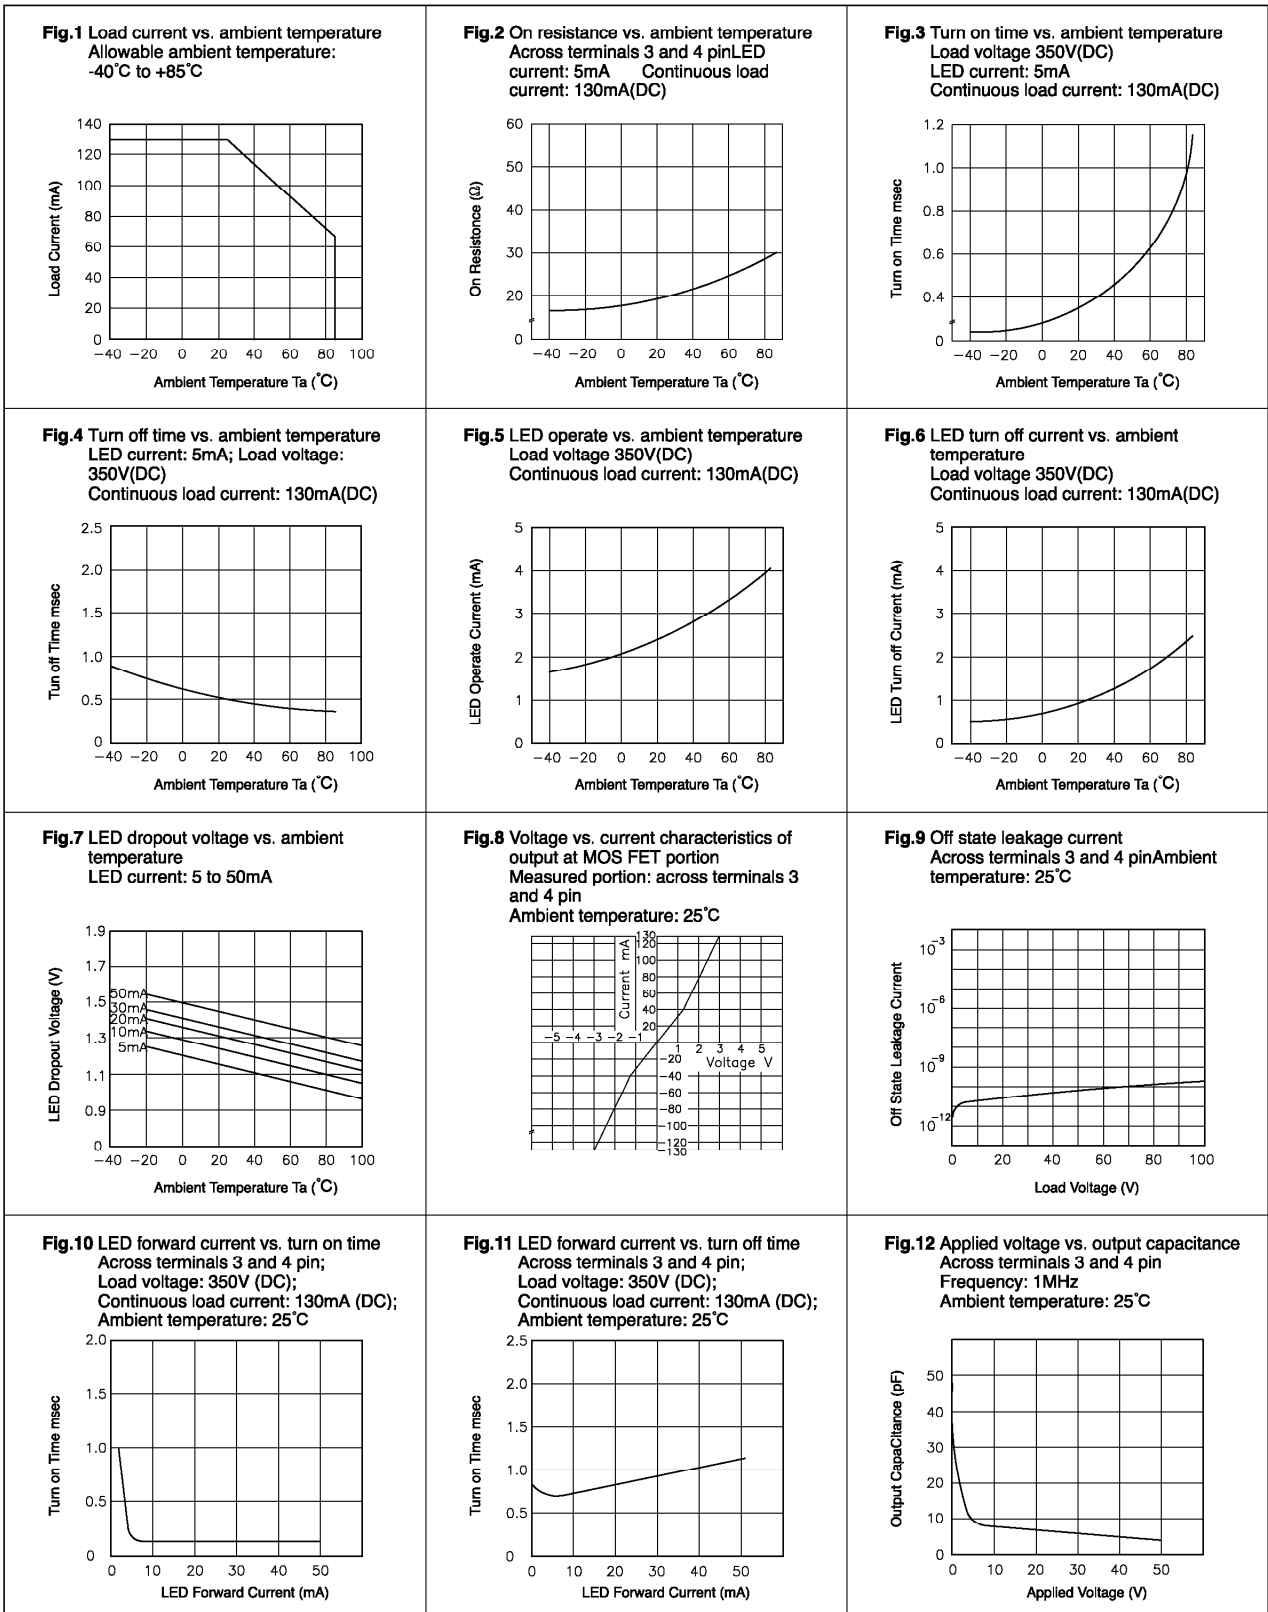 Fig.1 Load current vs. ambient temperature
Allowable ambient temperature:
-40°C to +85°C
140
120
100
80
60
40
20
0
Load Current (mA)
−40 −20 0 20 40 60 80 100
Ambient Temperature Ta (°C)
Fig.2 On resistance vs. ambient temperature
Across terminals 3 and 4 pinLED
current: 5mA Continuous load
current: 130mA(DC)
60
50
40
30
20
0
On Resistonce (Ω)
−40 −20 0 20 40 60 80
Ambient Temperature Ta (°C)
Fig.3 Turn on time vs. ambient temperature
Load voltage 350V(DC)
LED current: 5mA
Continuous load current: 130mA(DC)
1.2
1.0
0.8
0.6
0.4
0
Turn on Time msec
−40 −20 0 20 40 60 80
Ambient Temperature Ta (°C)
Fig.4 Turn off time vs. ambient temperature
LED current: 5mA; Load voltage:
350V(DC)
Continuous load current: 130mA(DC)
2.5
2.0
1.5
1.0
0.5
0
Tun off Time msec
−40 −20 0 20 40 60 80 100
Ambient Temperature Ta (°C)
Fig.5 LED operate vs. ambient temperature
Load voltage 350V(DC)
Continuous load current: 130mA(DC)
5
4
3
2
1
0
LED Operate Current (mA)
−40 −20 0 20 40 60 80
Ambient Temperature Ta (°C)
Fig.6 LED turn off current vs. ambient
temperature
Load voltage 350V(DC)
Continuous load current: 130mA(DC)
5
4
3
2
1
0
LED Turn off Current (mA)
−40 −20 0 20 40 60 80
Ambient Temperature Ta (°C)
Fig.7 LED dropout voltage vs. ambient
temperature
LED current: 5 to 50mA
1.9
1.7
1.5
1.3
1.1
0.9
0
LED Dropout Voltage (V)
50mA
30mA
20mA
10mA
5mA
−40 −20 0 20 40 60 80 100
Ambient Temperature Ta (°C)
Fig.8 Voltage vs. current characteristics of
output at MOS FET portion
Measured portion: across terminals 3
and 4 pin
Ambient temperature: 25°C
130
120
100
80
60
40
20
Current mA
−5 −4 −3 −2 −1
1 2 3 4 5
Voltage V
−20
−40
−60
−80
−100
−120
−130
Fig.9 Off state leakage current
Across terminals 3 and 4 pinAmbient
temperature: 25°C
10−3
10−6
10−9
10−12
Off State Leakage Current
0 20 40 60 80 100
Load Voltage (V)
Fig.10 LED forward current vs. turn on time
Across terminals 3 and 4 pin;
Load voltage: 350V (DC);
Continuous load current: 130mA (DC);
Ambient temperature: 25°C
2.0
1.5
1.0
0.5
0
Turn on Time msec
0 10 20 30 40 50
LED Forward Current (mA)
Fig.11 LED forward current vs. turn off time
Across terminals 3 and 4 pin;
Load voltage: 350V (DC);
Continuous load current: 130mA (DC);
Ambient temperature: 25°C
2.5
2.0
1.5
1.0
0.5
0
Turn on Time msec
0 10 20 30 40 50
LED Forward Current (mA)
Fig.12 Applied voltage vs. output capacitance
Across terminals 3 and 4 pin
Frequency: 1MHz
Ambient temperature: 25°C
50
40
30
20
10
0
Output CapaCitance (pF)
0 10 20 30 40 50
Applied Voltage (V)